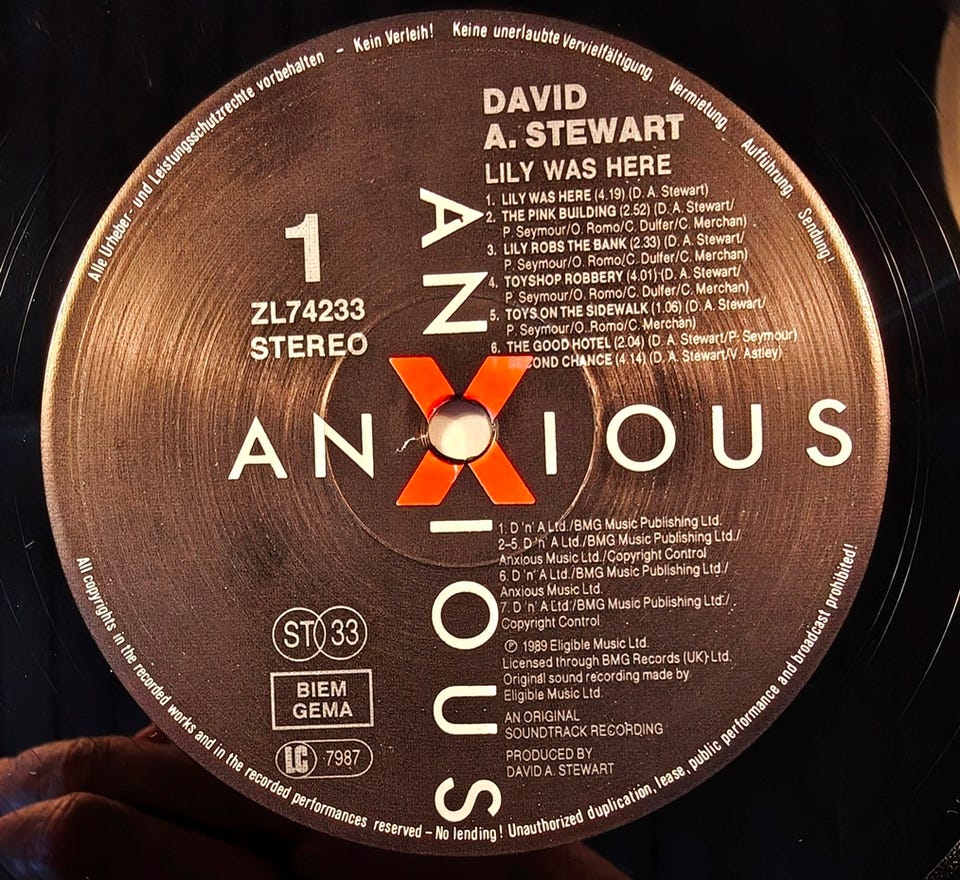 Alle Urheber- und Leistungsschutzrechte vorbehalten – Kein Verleih! Keine unerlaubte Vervielfältigung, Vermietung, Aufführung, Sendung!
DAVID
A. STEWART
LILY WAS HERE
1. LILY WAS HERE (4.19) (D. A. Stewart)
2. THE PINK BUILDING (2.52) (D. A. Stewart/
P. Seymour/O. Romo/C. Dulfer/C. Merchan)
3. LILY ROBS THE BANK (2.33) (D. A. Stewart/
P. Seymour/O. Romo/C. Dulfer/C. Merchan)
4. TOYSHOP ROBBERY (4.01) (D. A. Stewart/
P. Seymour/O. Romo/C. Dulfer/C. Merchan)
5. TOYS ON THE SIDEWALK (1.06) (D. A. Stewart/
P. Seymour/O. Romo/C. Merchan)
6. THE GOOD HOTEL (2.04) (D. A. Stewart/P. Seymour)
OND CHANCE (4.14) (D. A. Stewart/V. Astley)
1
ZL74233
STEREO
ANXIOUS
ANXIOUS
1. D 'n' A Ltd./BMG Music Publishing Ltd.
2–5. D 'n' A Ltd./BMG Music Publishing Ltd./
Anxious Music Ltd./Copyright Control
6. D 'n' A Ltd./BMG Music Publishing Ltd./
Anxious Music Ltd.
7. D 'n' A Ltd./BMG Music Publishing Ltd./
Copyright Control
℗ 1989 Eligible Music Ltd.
Licensed through BMG Records (UK) Ltd.
Original sound recording made by
Eligible Music Ltd.
AN ORIGINAL
SOUNDTRACK RECORDING
PRODUCED BY
DAVID A. STEWART
ST 33
BIEM
GEMA
LC 7987
All copyrights in the recorded works and in the recorded performances reserved – No lending! Unauthorized duplication, lease, public performance and broadcast prohibited!